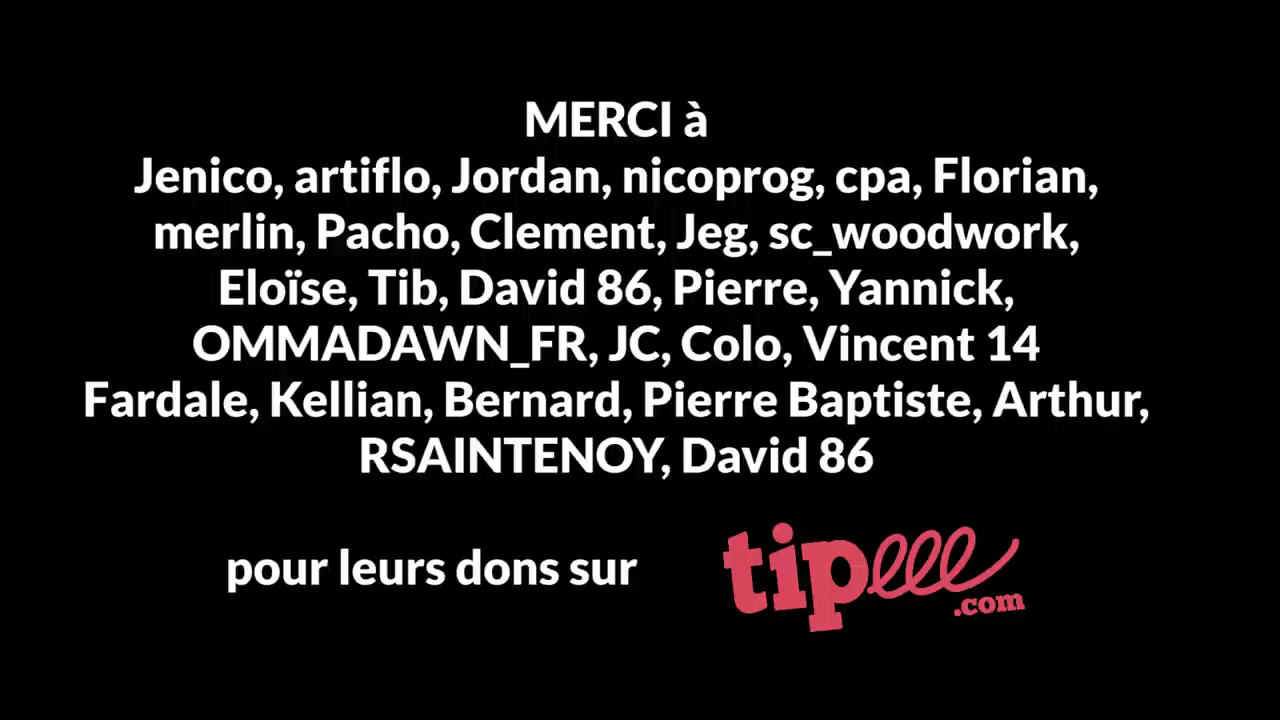 MERCI à
Jenico, artiflo, Jordan, nicoprog, cpa, Florian,
merlin, Pacho, Clement, Jeg, sc_woodwork,
Eloïse, Tib, David 86, Pierre, Yannick,
OMMADAWN_FR, JC, Colo, Vincent 14
Fardale, Kellian, Bernard, Pierre Baptiste, Arthur,
RSAINTENOY, David 86
pour leurs dons sur
tipeee
.com